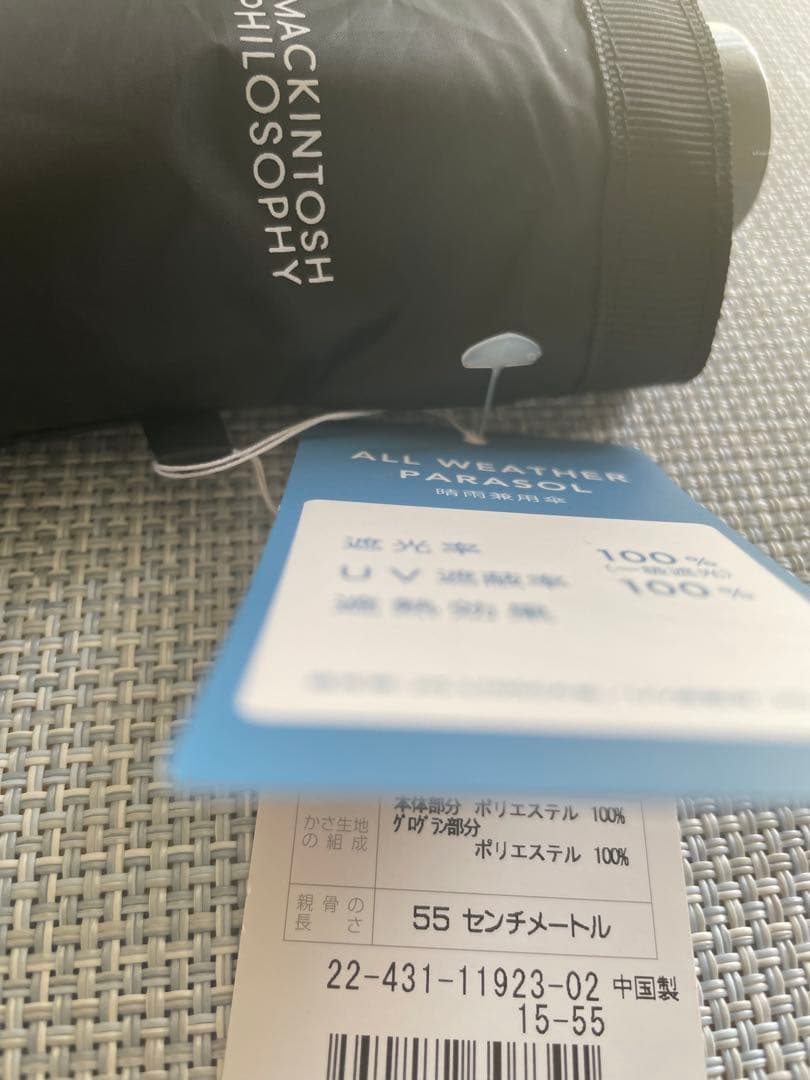 MACKINTOSH
PHILOSOPHY
ALL WEATHER
PARASOL
晴雨兼用傘
遮光率 100%
(一級遮光)
UV遮蔽率 100%
遮熱効果
かさ生地の組成
本体部分 ポリエステル 100%
グログラン部分
ポリエステル 100%
親骨の長さ
55 センチメートル
22-431-11923-02 中国製
15-55